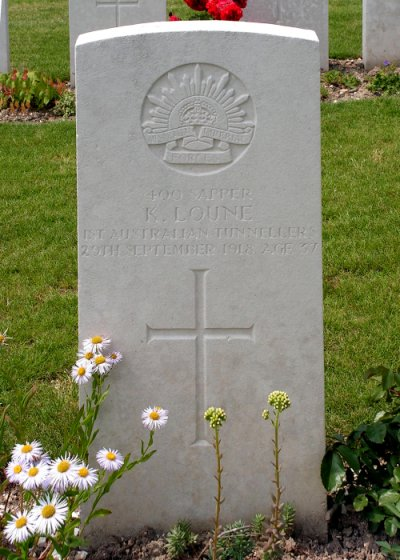 AUSTRALIAN
COMMONWEALTH
MILITARY
FORCES
400 SAPPER
K. LOUNE
1ST AUSTRALIAN TUNNELLERS
29TH SEPTEMBER 1918 AGE 37